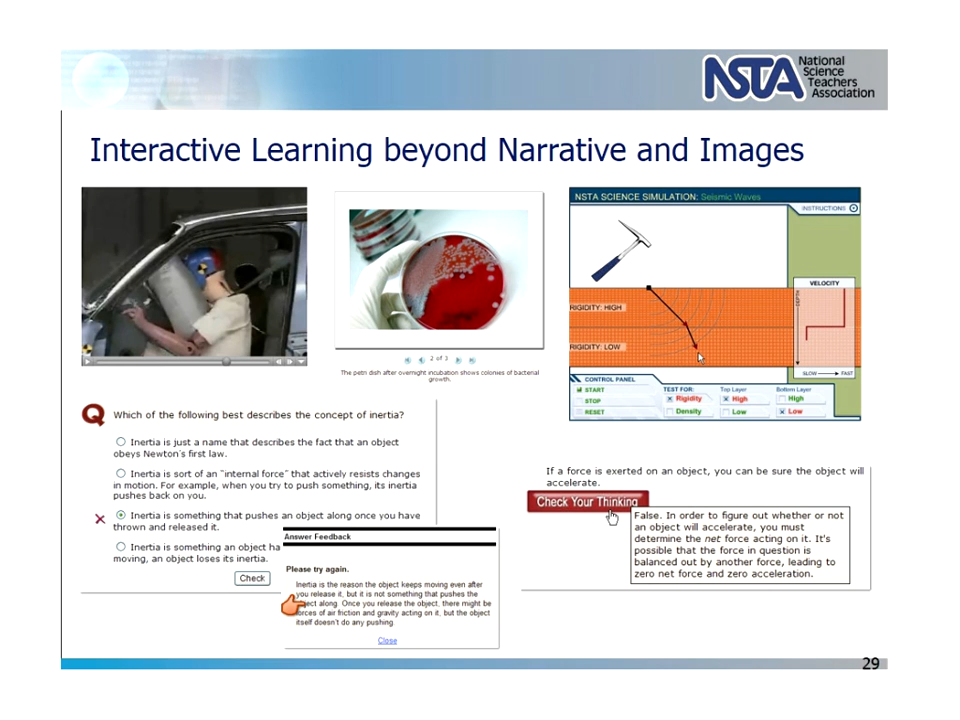 NSTA
National
Science
Teachers
Association
Interactive Learning beyond Narrative and Images
2 of 3
The petri dish after overnight incubation shows colonies of bacterial
growth.
NSTA SCIENCE SIMULATION: Seismic Waves
INSTRUCTIONS
RIGIDITY: HIGH
RIGIDITY: LOW
VELOCITY
DEPTH
SLOW
FAST
CONTROL PANEL
START
STOP
RESET
TEST FOR:
Rigidity
Density
Top Layer
High
Low
Bottom Layer
High
Low
Q Which of the following best describes the concept of inertia?
Inertia is just a name that describes the fact that an object
obeys Newton's first law.
Inertia is sort of an "internal force" that actively resists changes
in motion. For example, when you try to push something, its inertia
pushes back on you.
Inertia is something that pushes an object along once you have
thrown and released it.
Inertia is something an object ha
moving, an object loses its inertia.
Check
Answer Feedback
Please try again.
Inertia is the reason the object keeps moving even after
you release it, but it is not something that pushes the
ject along. Once you release the object, there might be
orces of air friction and gravity acting on it, but the object
itself doesn't do any pushing.
Close
If a force is exerted on an object, you can be sure the object will
accelerate.
Check Your Thinking
False. In order to figure out whether or not
an object will accelerate, you must
determine the net force acting on it. It's
possible that the force in question is
balanced out by another force, leading to
zero net force and zero acceleration.
29